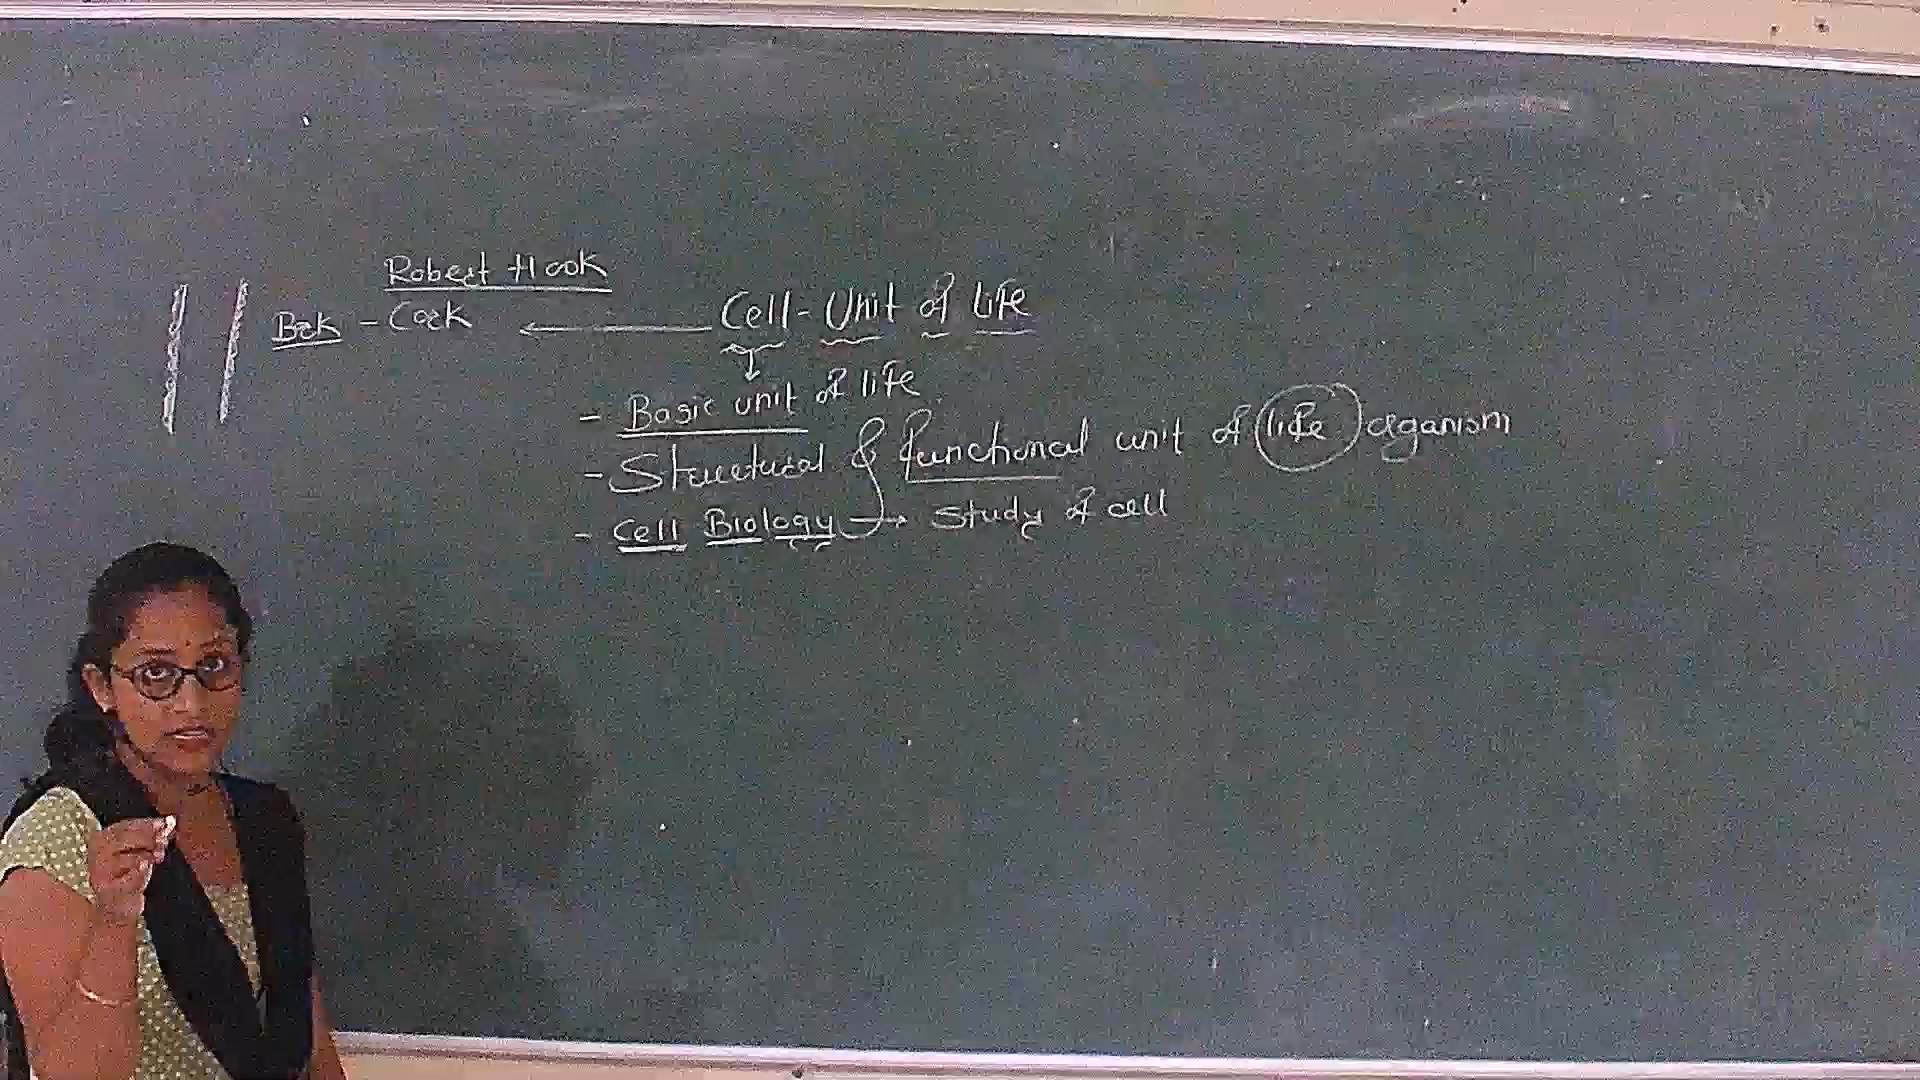 Robert Hook
Bark - Cork
Cell - Unit of Life
- Basic unit of life
- Structural & functional unit of life organism
- Cell Biology → Study of cell